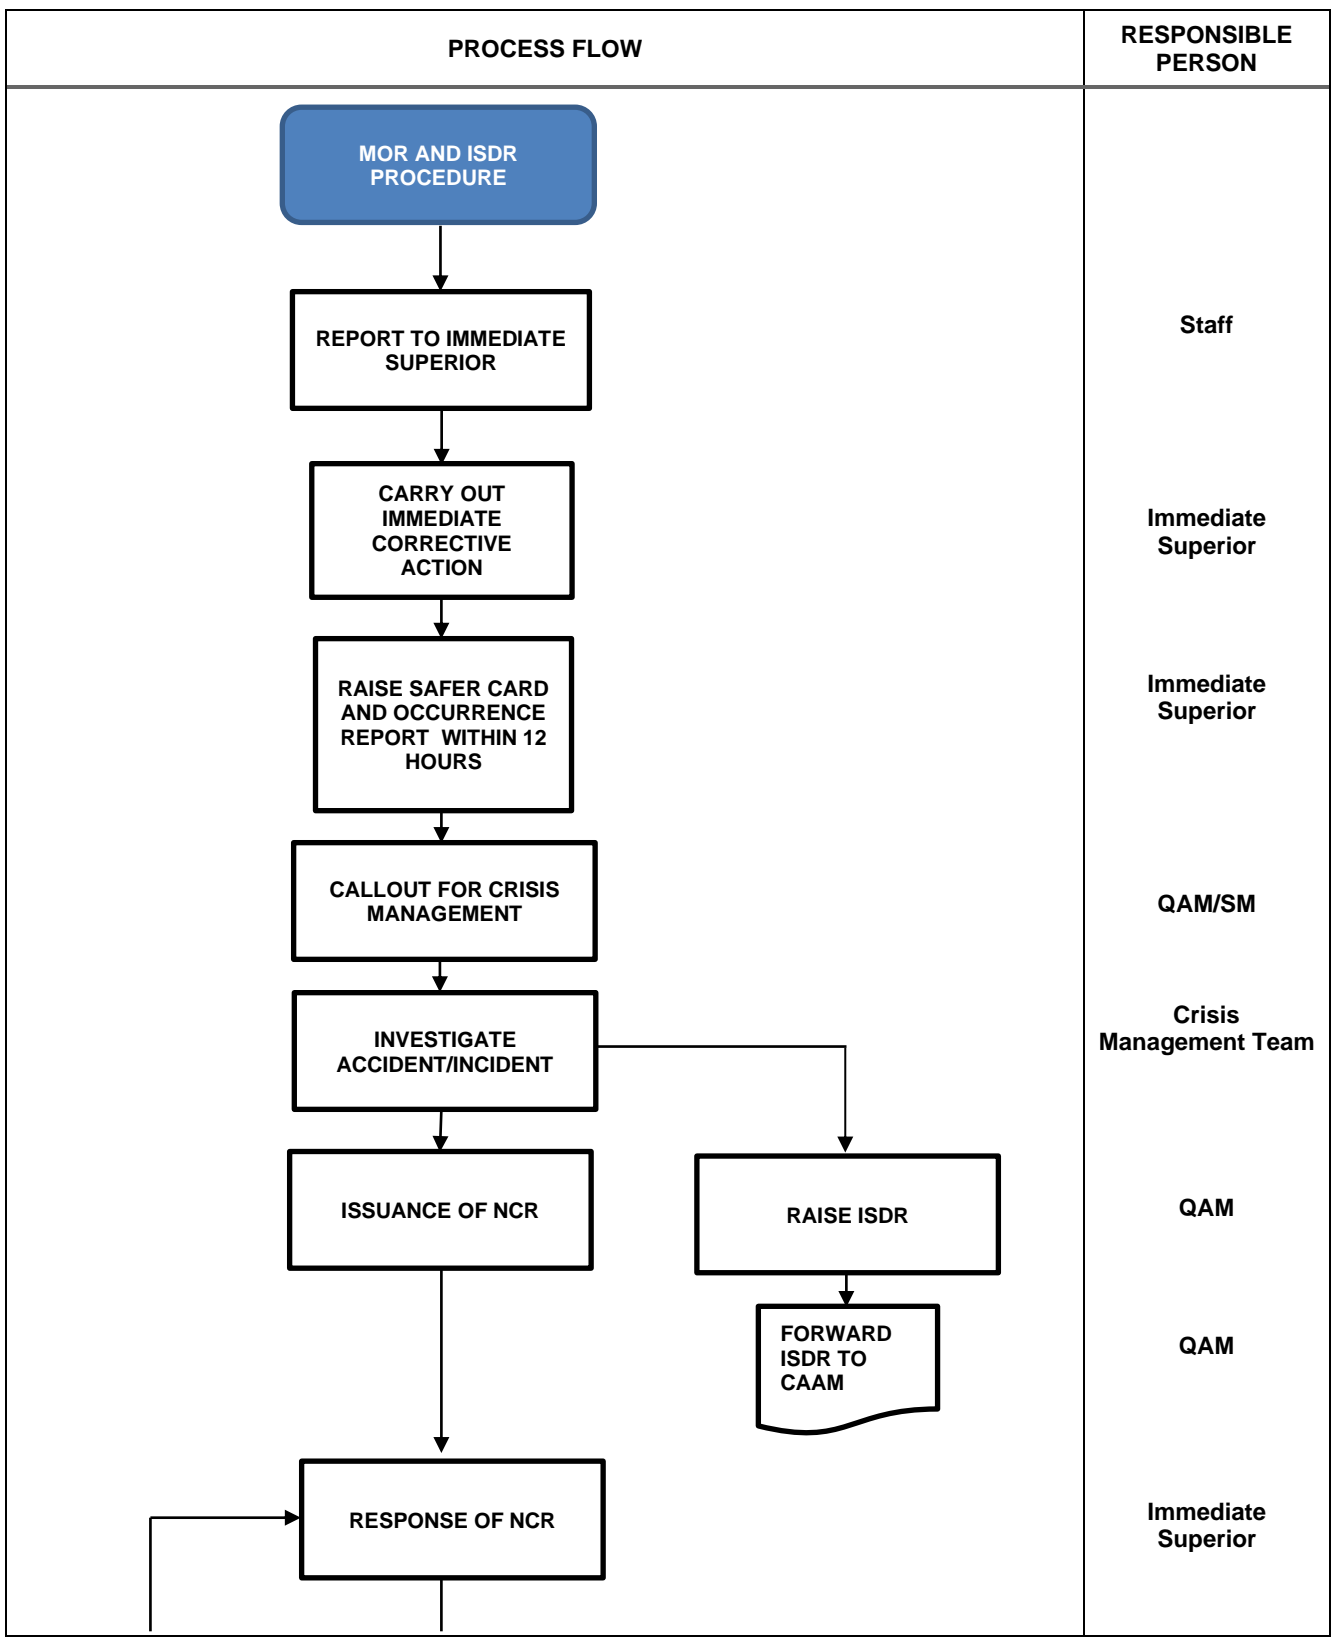 PROCESS FLOW
RESPONSIBLE
PERSON
MOR AND ISDR
PROCEDURE
REPORT TO IMMEDIATE
SUPERIOR
Staff
CARRY OUT
IMMEDIATE
CORRECTIVE
ACTION
Immediate
Superior
RAISE SAFER CARD
AND OCCURRENCE
REPORT  WITHIN 12
HOURS
Immediate
Superior
CALLOUT FOR CRISIS
MANAGEMENT
QAM/SM
INVESTIGATE
ACCIDENT/INCIDENT
Crisis
Management Team
ISSUANCE OF NCR
RAISE ISDR
QAM
FORWARD
ISDR TO
CAAM
QAM
RESPONSE OF NCR
Immediate
Superior